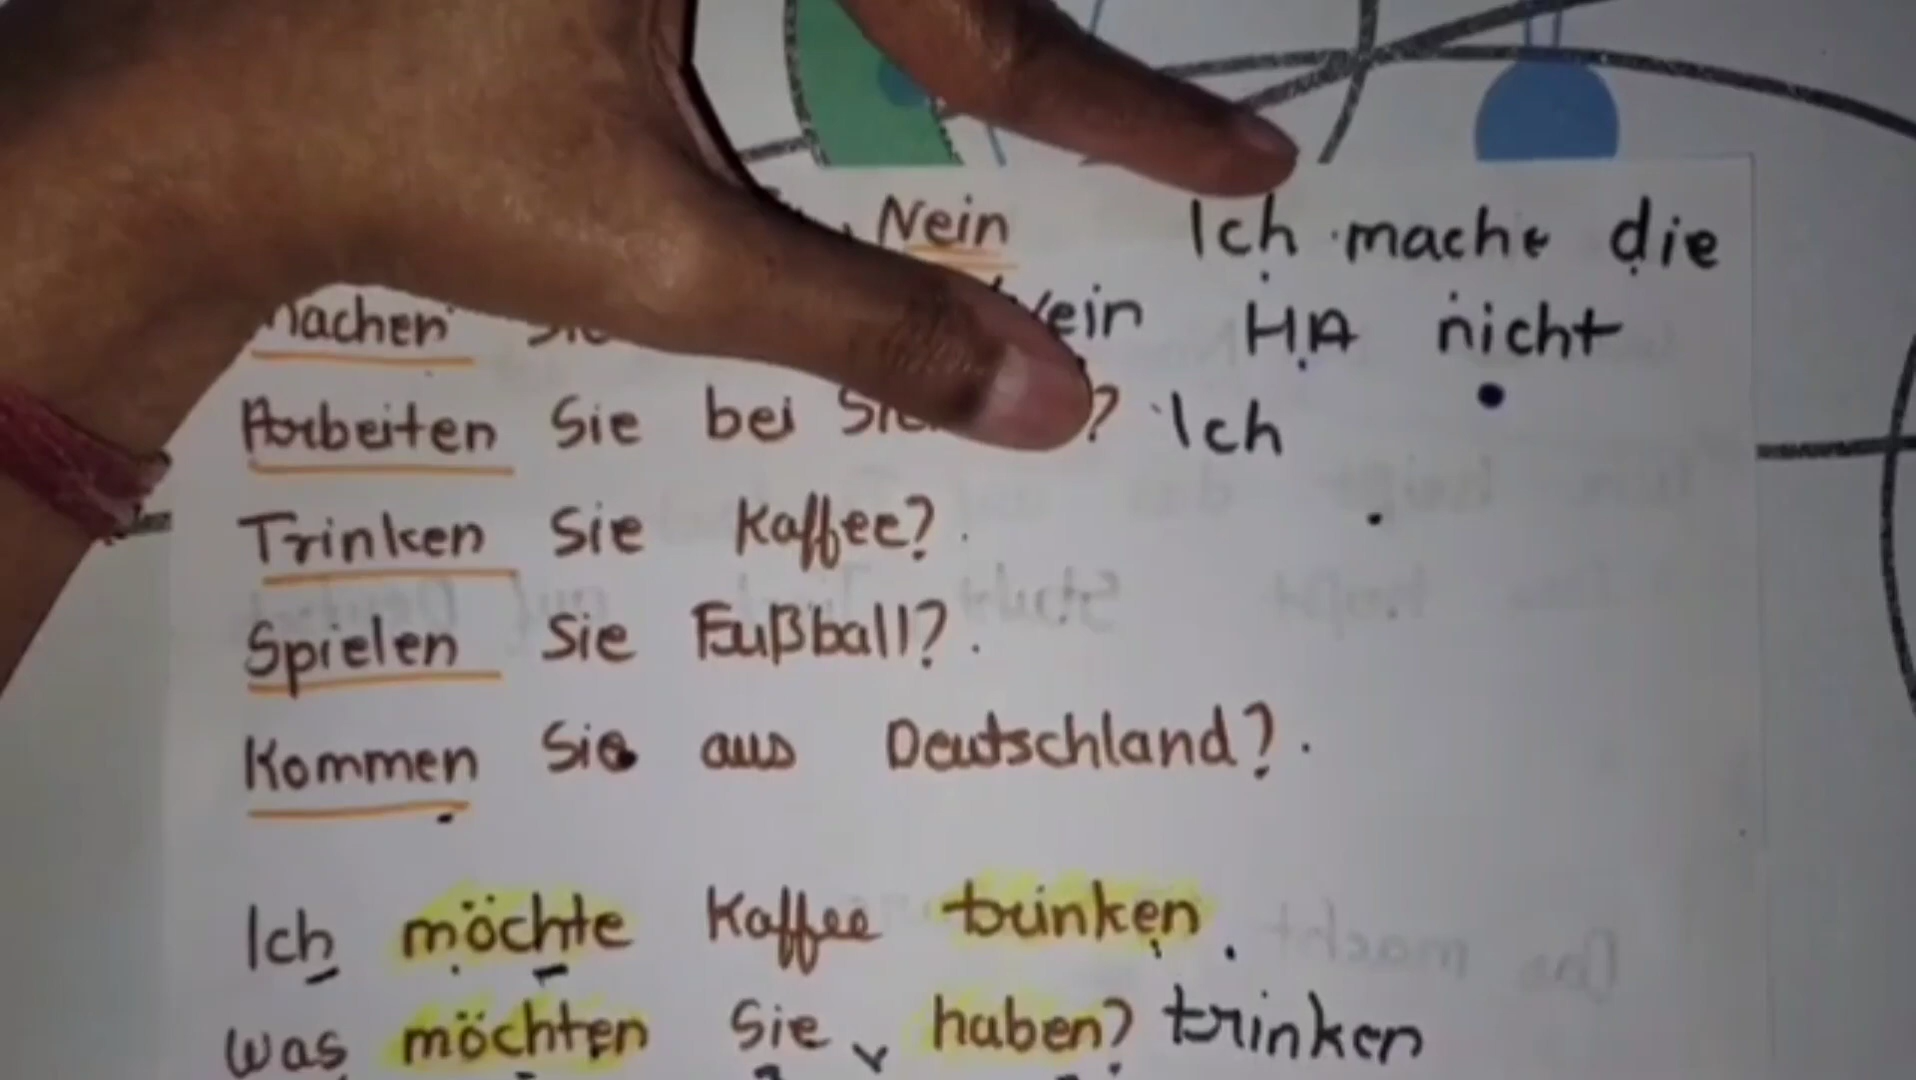 Nein Ich mache die
machen HA nicht
Arbeiten Sie bei ? Ich
Trinken Sie Kaffee?
Spielen Sie Fußball?
Kommen Sie aus Deutschland?
Ich möchte Kaffee trinken.
Was möchten Sie haben? trinken